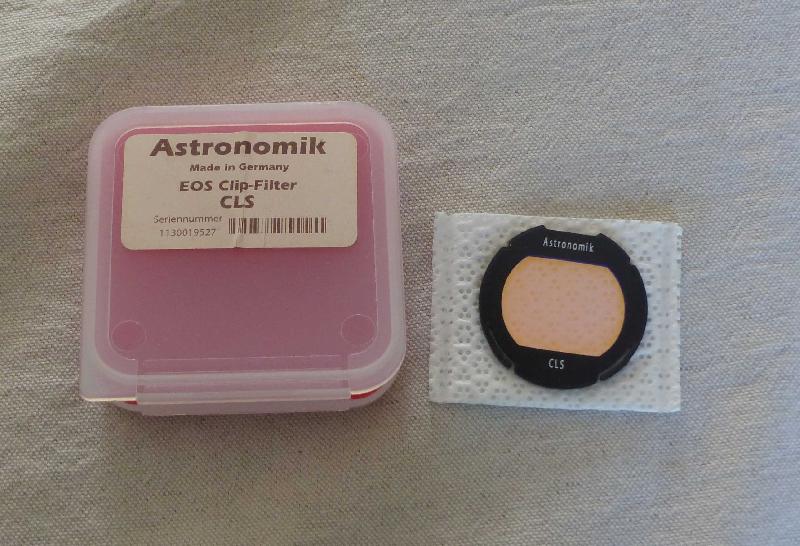 Astronomik
Made in Germany
EOS Clip-Filter
CLS
Seriennummer
1130019527
Astronomik
CLS